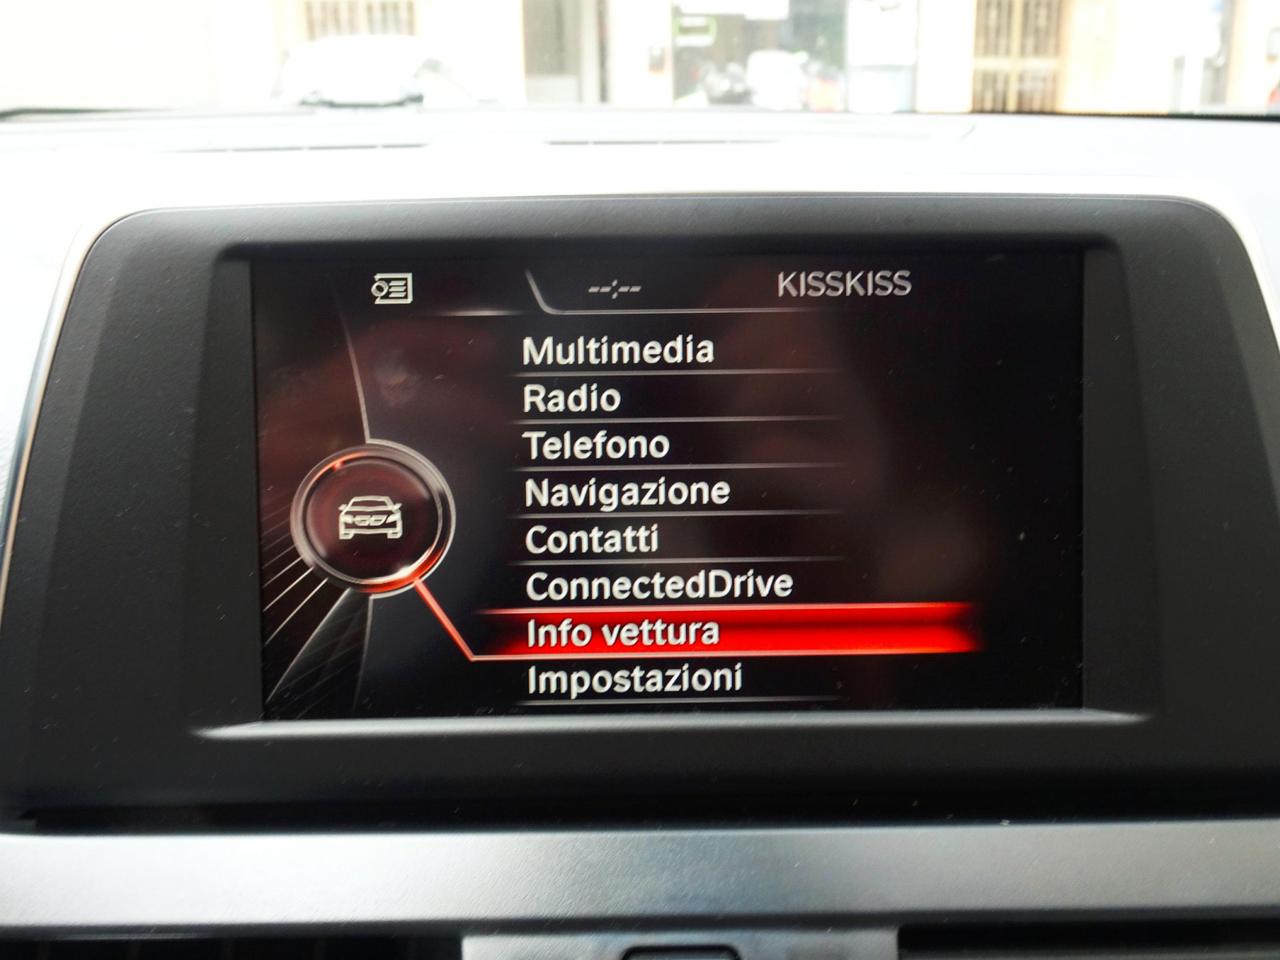 --:-- KISSKISS
Multimedia
Radio
Telefono
Navigazione
Contatti
ConnectedDrive
Info vettura
Impostazioni